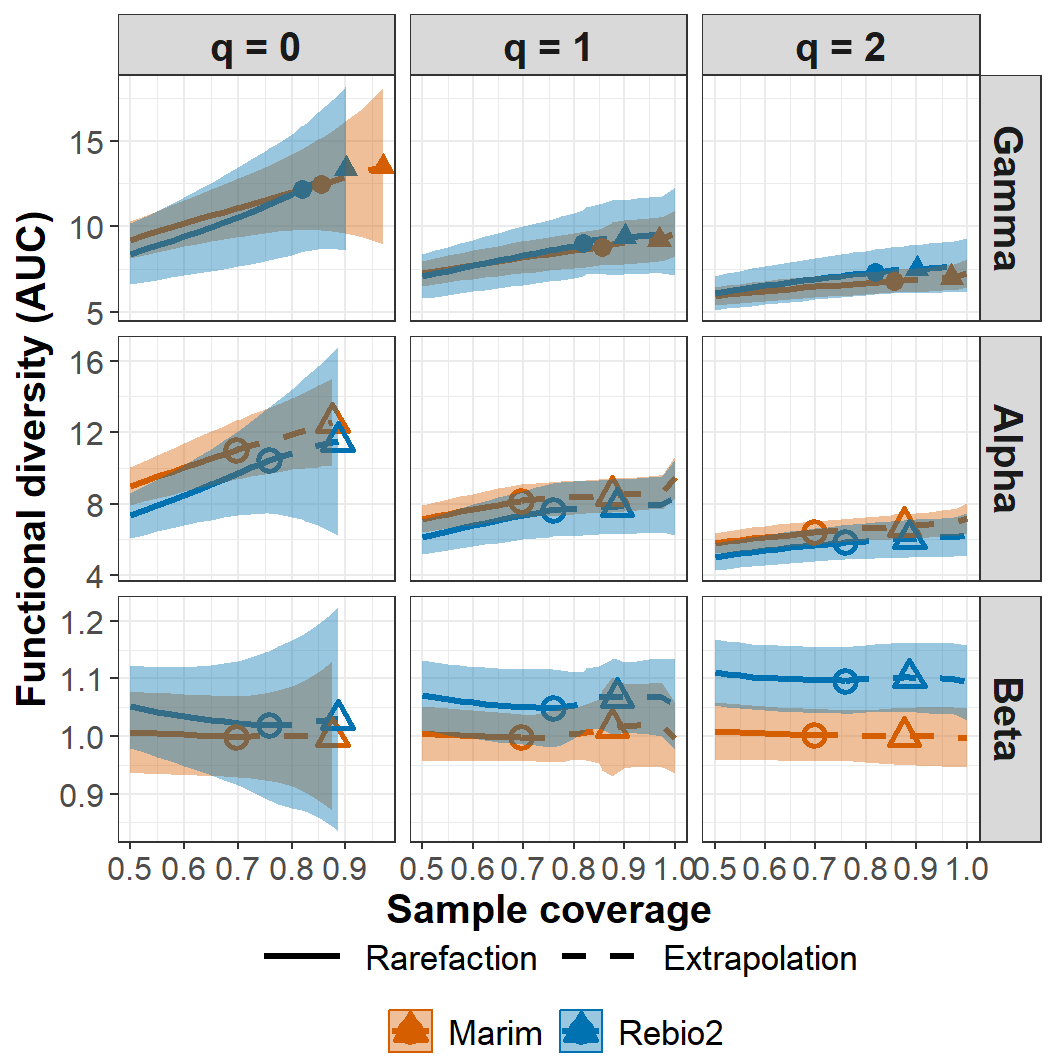 q = 0 q = 1 q = 2
Functional diversity (AUC)
15
10
5
Gamma
16
12
8
4
Alpha
1.2
1.1
1.0
0.9
Beta
0.5 0.6 0.7 0.8 0.9 0.5 0.6 0.7 0.8 0.9 1.0 0.5 0.6 0.7 0.8 0.9 1.0
Sample coverage
Rarefaction Extrapolation
Marim Rebio2